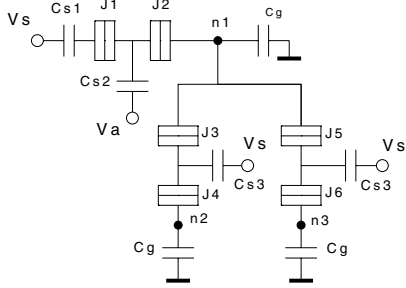 Vs Cs1 J1 J2 n1 Cg
Cs2
Va
J3 J5
Vs Vs
J4 Cs3 J6 Cs3
n2 n3
Cg Cg